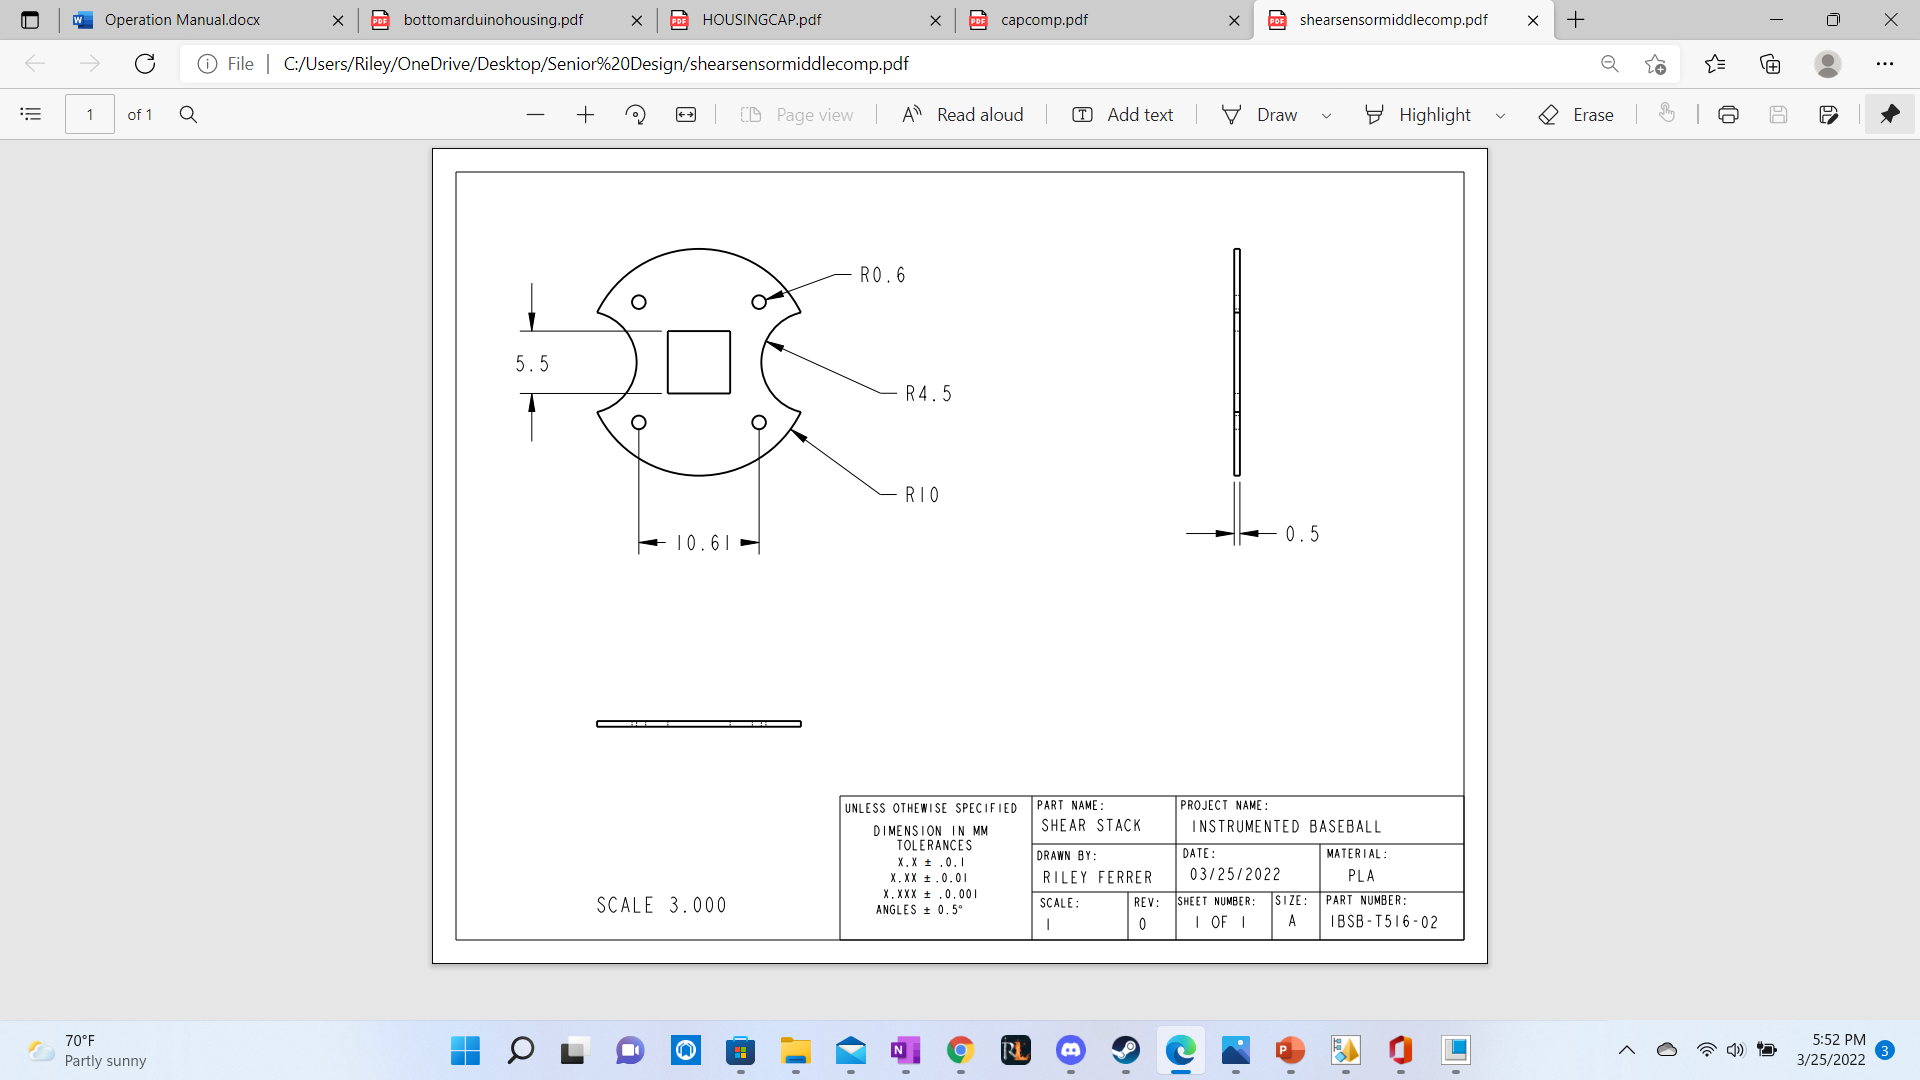 Operation Manual.docx
bottomarduinohousing.pdf
HOUSINGCAP.pdf
capcomp.pdf
shearsensormiddlecomp.pdf
File
C:/Users/Riley/OneDrive/Desktop/Senior%20Design/shearsensormiddlecomp.pdf
1 of 1
Page view
Read aloud
Add text
Draw
Highlight
Erase
R0.6
5.5
R4.5
R10
10.61
0.5
SCALE 3.000
UNLESS OTHEWISE SPECIFIED
DIMENSION IN MM
TOLERANCES
X.X ± .0.1
X.XX ±.0.01
X.XXX ± .0.001
ANGLES ± 0.5°
PART NAME:
SHEAR STACK
PROJECT NAME:
INSTRUMENTED BASEBALL
DRAWN BY:
RILEY FERRER
DATE:
03/25/2022
MATERIAL:
PLA
SCALE:
1
REV:
0
SHEET NUMBER:
1 OF 1
SIZE:
A
PART NUMBER:
IBSB-T516-02
70°F
Partly sunny
5:52 PM
3/25/2022
3